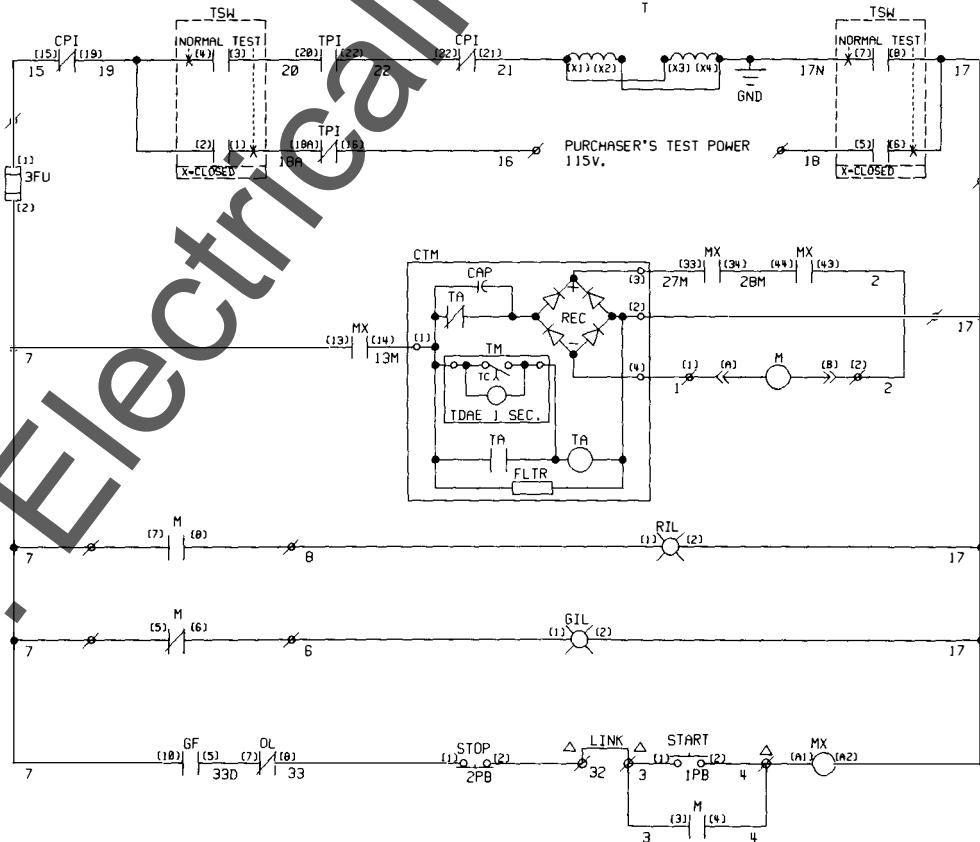 T
TSW
TSW
CPI
NORMAL TEST
TPI
CPI
NORMAL TEST
(15) (19) (4) (3) (20) (22) (22) (21) (X1) (X2) (X3) (X4) (7) (8)
15 19 20 22 21 17N 17
GND
TPI
(2) (1) (18A) (16) (5) (6)
18A 16 PURCHASER'S TEST POWER 18
115V.
X=CLOSED X=CLOSED
(1)
3FU
(2)
CTM
CAP
MX MX
(33) (34) (44) (43)
(3) 27M 28M 2
TA
REC
+
(2)
17
MX
(13) (14) (1)
7 13M
-
TM
TC
(4) (1) (A) M (B) (2)
1 2
TDAE 1 SEC.
TA TA
FLTR
M
(7) (8)
RIL
(1) (2)
7 8 17
M
(5) (6)
GIL
(1) (2)
7 6 17
GF OL
(10) (5) (7) (8)
7 33D 33
STOP
(1) (2)
2PB
LINK
32 3
START
(1) (2)
1PB 4
MX
(A1) (A2)
M
(3) (4)
3 4
Electricall